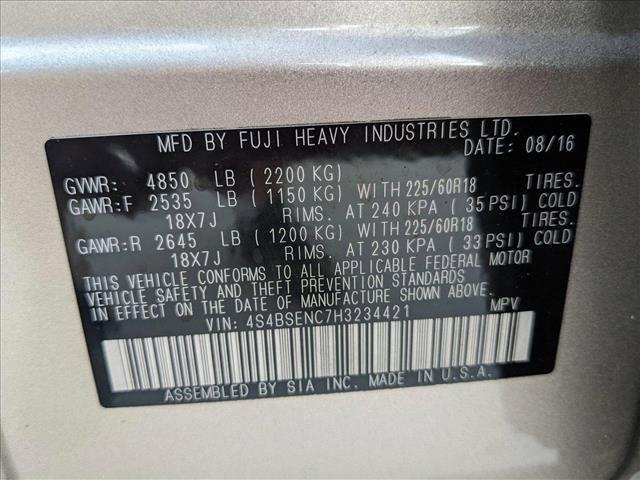 MFD BY FUJI HEAVY INDUSTRIES LTD.
DATE: 08/16
GVWR: 4850 LB (2200 KG)
GAWR:F 2535 LB (1150 KG) WITH 225/60R18 TIRES.
18X7J RIMS. AT 240 KPA (35 PSI) COLD
GAWR:R 2645 LB (1200 KG) WITH 225/60R18 TIRES.
18X7J RIMS. AT 230 KPA (33 PSI) COLD
THIS VEHICLE CONFORMS TO ALL APPLICABLE FEDERAL MOTOR
VEHICLE SAFETY AND THEFT PREVENTION STANDARDS
IN EFFECT ON THE DATE OF MANUFACTURE SHOWN ABOVE.
VIN: 4S4BSENC7H3234421 MPV
ASSEMBLED BY SIA INC. MADE IN U.S.A.